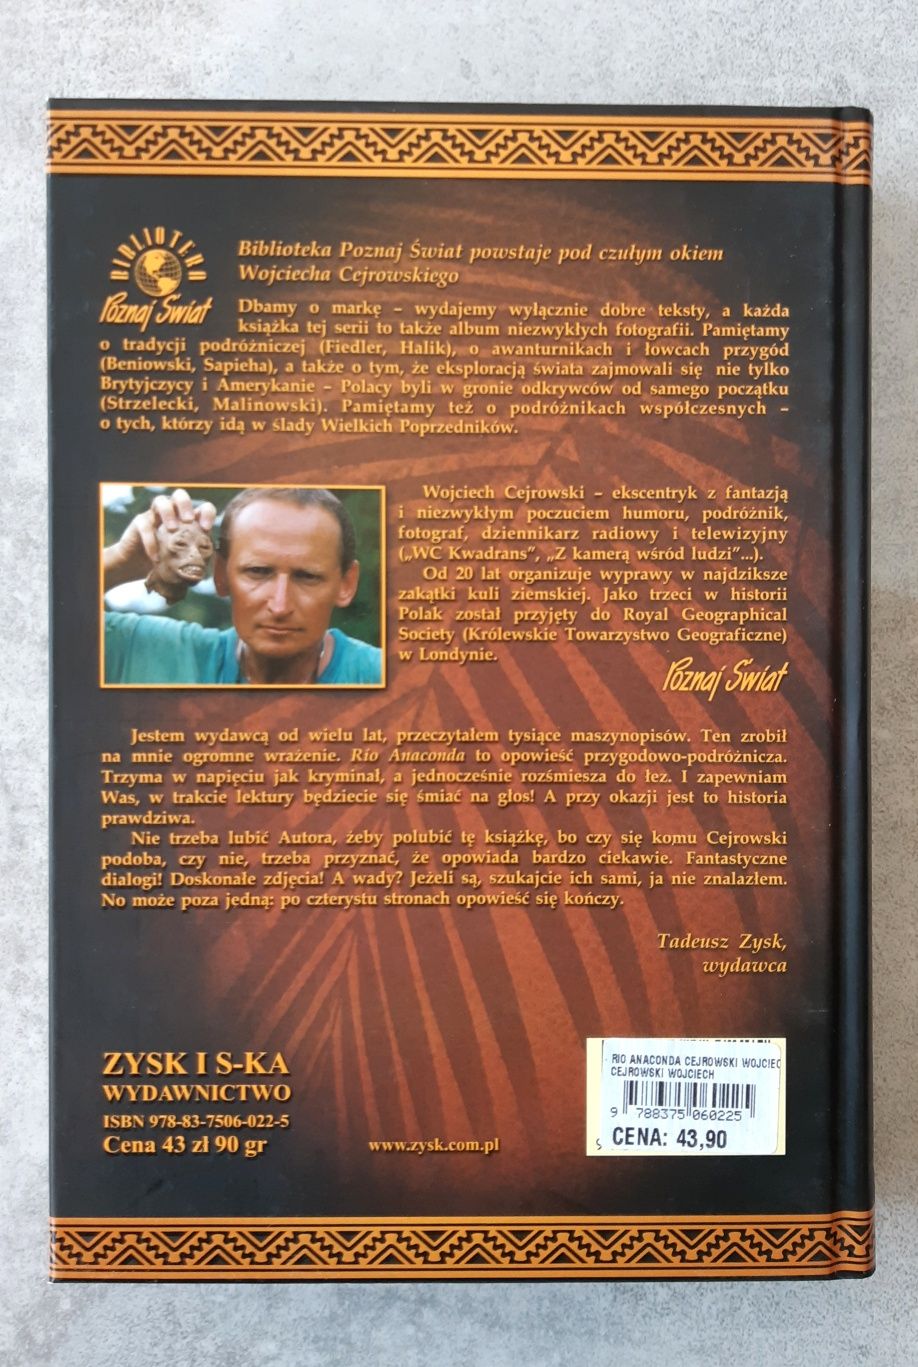 BIBLIOTEKA
Poznaj Świat
Biblioteka Poznaj Świat powstaje pod czułym okiem
Wojciecha Cejrowskiego
Dbamy o markę – wydajemy wyłącznie dobre teksty, a każda
książka tej serii to także album niezwykłych fotografii. Pamiętamy
o tradycji podróżniczej (Fiedler, Halik), o awanturnikach i łowcach przygód
(Beniowski, Sapieha), a także o tym, że eksploracją świata zajmowali się nie tylko
Brytyjczycy i Amerykanie – Polacy byli w gronie odkrywców od samego początku
(Strzelecki, Malinowski). Pamiętamy też o podróżnikach współczesnych –
o tych, którzy idą w ślady Wielkich Poprzedników.
Wojciech Cejrowski – ekscentryk z fantazją
i niezwykłym poczuciem humoru, podróżnik,
fotograf, dziennikarz radiowy i telewizyjny
(„WC Kwadrans”, „Z kamerą wśród ludzi”...).
Od 20 lat organizuje wyprawy w najdziksze
zakątki kuli ziemskiej. Jako trzeci w historii
Polak został przyjęty do Royal Geographical
Society (Królewskie Towarzystwo Geograficzne)
w Londynie.
Poznaj Świat
Jestem wydawcą od wielu lat, przeczytałem tysiące maszynopisów. Ten zrobił
na mnie ogromne wrażenie. Río Anaconda to opowieść przygodowo-podróżnicza.
Trzyma w napięciu jak kryminał, a jednocześnie rozśmiesza do łez. I zapewniam
Was, w trakcie lektury będziecie się śmiać na głos! A przy okazji jest to historia
prawdziwa.
Nie trzeba lubić Autora, żeby polubić tę książkę, bo czy się komu Cejrowski
podoba, czy nie, trzeba przyznać, że opowiada bardzo ciekawie. Fantastyczne
dialogi! Doskonałe zdjęcia! A wady? Jeżeli są, szukajcie ich sami, ja nie znalazłem.
No może poza jedną: po czterystu stronach opowieść się kończy.
Tadeusz Zysk,
wydawca
ZYSK I S-KA
WYDAWNICTWO
ISBN 978-83-7506-022-5
Cena 43 zł 90 gr
www.zysk.com.pl
RIO ANACONDA CEJROWSKI WOJCIEC
CEJROWSKI WOJCIECH
9 788375 060225
CENA: 43,90